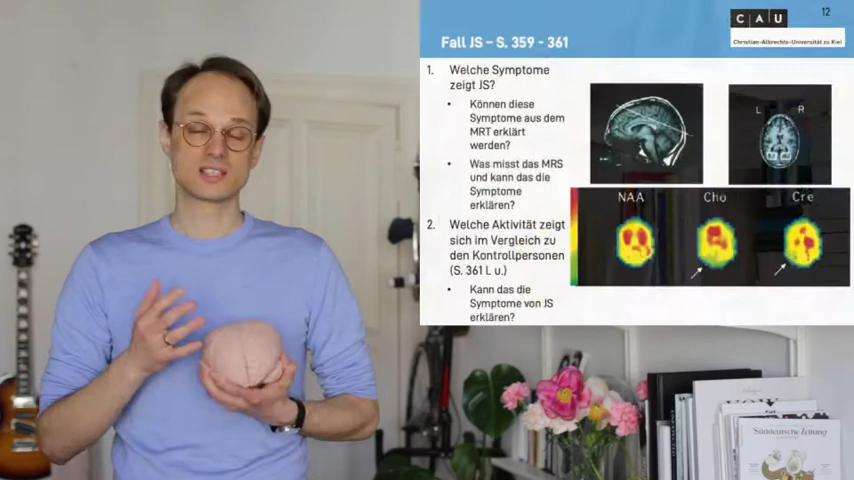 12
C A U
Christian-Albrechts-Universität zu Kiel
Fall JS – S. 359 - 361
1. Welche Symptome
zeigt JS?
• Können diese
Symptome aus dem
MRT erklärt
werden?
• Was misst das MRS
und kann das die
Symptome
erklären?
2. Welche Aktivität zeigt
sich im Vergleich zu
den Kontrollpersonen
(S. 361 L u.)
• Kann das die
Symptome von JS
erklären?
L R
NAA Cho Cre
Süddeutsche Zeitung